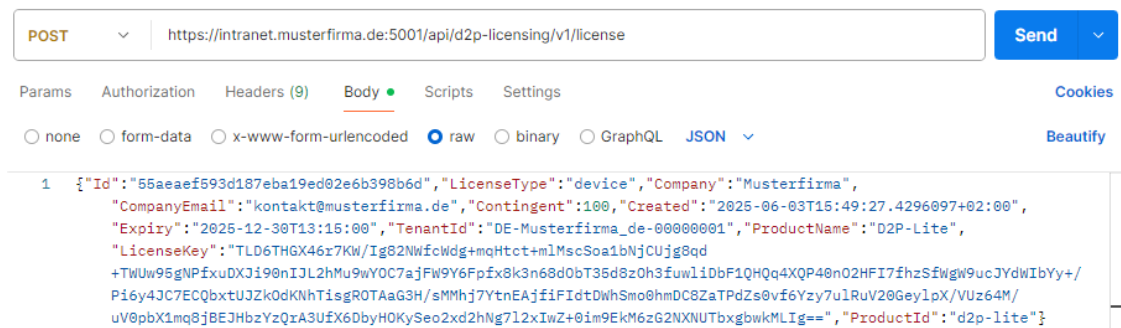 POST https://intranet.musterfirma.de:5001/api/d2p-licensing/v1/license Send
Params Authorization Headers (9) Body Scripts Settings Cookies
none form-data x-www-form-urlencoded raw binary GraphQL JSON Beautify
1 {"Id":"55aeaef593d187eba19ed02e6b398b6d","LicenseType":"device","Company":"Musterfirma",
"CompanyEmail":"kontakt@musterfirma.de","Contingent":100,"Created":"2025-06-03T15:49:27.4296097+02:00",
"Expiry":"2025-12-30T13:15:00","TenantId":"DE-Musterfirma_de-00000001","ProductName":"D2P-Lite",
"LicenseKey":"TLD6THGX46r7KW/Ig82NWfcWdg+mqHtct+mlMscSoa1bNjCUjg8qd
+TWUw95gNPfxuDXJi90nIJL2hMu9wYOC7ajFW9Y6Fpfx8k3n68dObT35d8zOh3fuwliDbF1QHQq4XQP40nO2HFI7fhzSfWgW9ucJYdWIbYy+/
Pi6y4JC7ECQbxtUJZkOdKNhTisgROTAaG3H/sMMhj7YtnEAjfiFIdtDWhSmo0hmDC8ZaTPdZs0vf6Yzy7ulRuV20GeylpX/VUz64M/
uV0pbX1mq8jBEJHbzYzQrA3UfX6DbyHOKySeo2xd2hNg7l2xIwZ+0im9EkM6zG2NXNUTbxgbwkMLIg==","ProductId":"d2p-lite"}